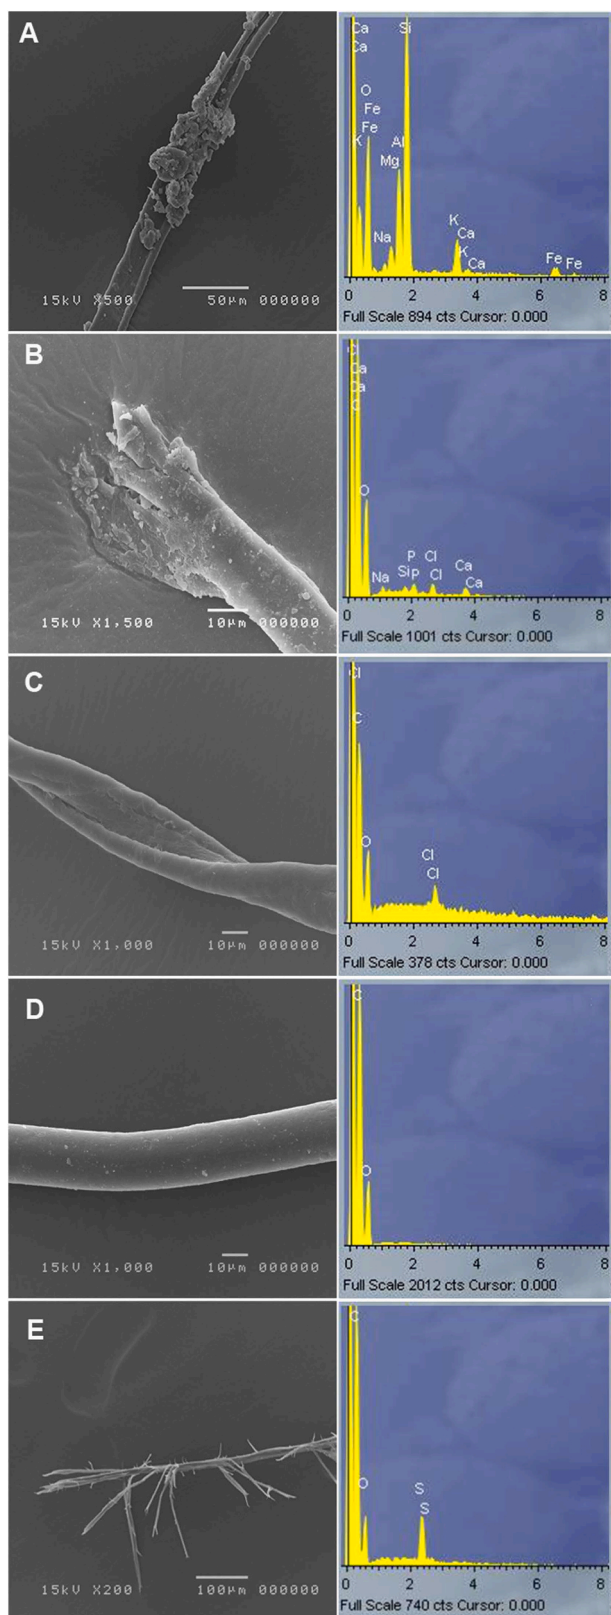 A
15kV X500 50µm 000000
Ca
Ca
Si
O
Fe
Fe
K
Al
Mg
Na
K
Ca
K
Ca
Fe
Fe
0 2 4 6 8
Full Scale 894 cts Cursor: 0.000
B
15kV X1,500 10µm 000000
C
Ca
Ca
C
O
Na
Si
P
P
Cl
Cl
Ca
Ca
0 2 4 6 8
Full Scale 1001 cts Cursor: 0.000
C
15kV X1,000 10µm 000000
Cl
C
O
Cl
Cl
0 2 4 6 8
Full Scale 378 cts Cursor: 0.000
D
15kV X1,000 10µm 000000
C
O
0 2 4 6 8
Full Scale 2012 cts Cursor: 0.000
E
15kV X200 100µm 000000
C
O
S
S
0 2 4 6 8
Full Scale 740 cts Cursor: 0.000